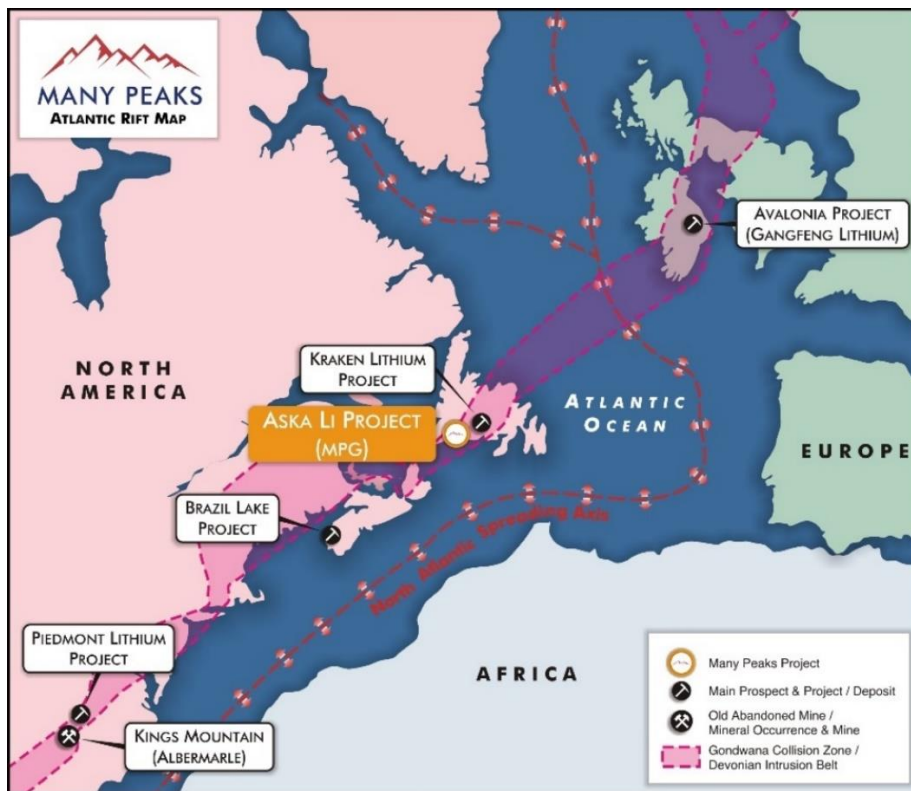 MANY PEAKS
ATLANTIC RIFT MAP
AVALONIA PROJECT
(GANGFENG LITHIUM)
NORTH
AMERICA
KRAKEN LITHIUM
PROJECT
ASKA LI PROJECT
(MPG)
ATLANTIC
OCEAN
EUROPE
BRAZIL LAKE
PROJECT
North Atlantic Spreading Axis
PIEDMONT LITHIUM
PROJECT
AFRICA
KINGS MOUNTAIN
(ALBERMARLE)
Many Peaks Project
Main Prospect & Project / Deposit
Old Abandoned Mine /
Mineral Occurrence & Mine
Gondwana Collision Zone /
Devonian Intrusion Belt